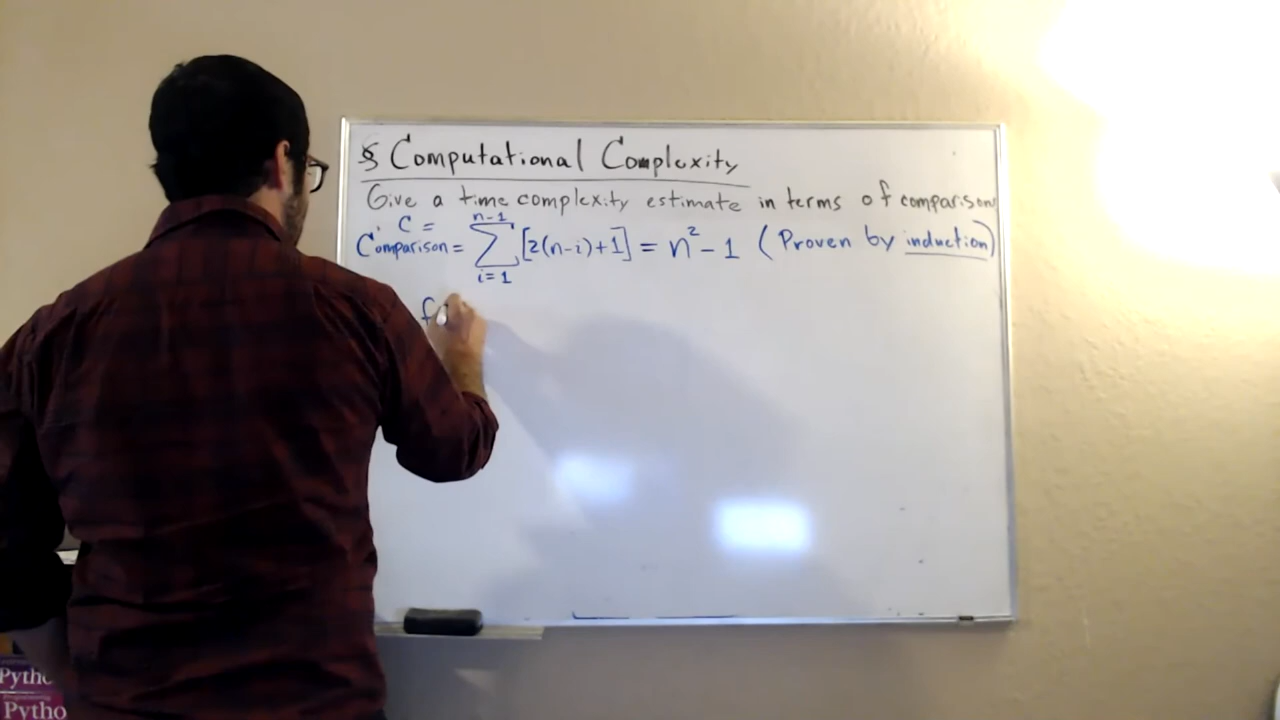 § Computational Complexity
Give a time complexity estimate in terms of comparisons
C =
Comparison = n-1 ∑ i=1 [2(n-i)+1] = n² - 1 (Proven by induction)
f
Pytho
Pytho